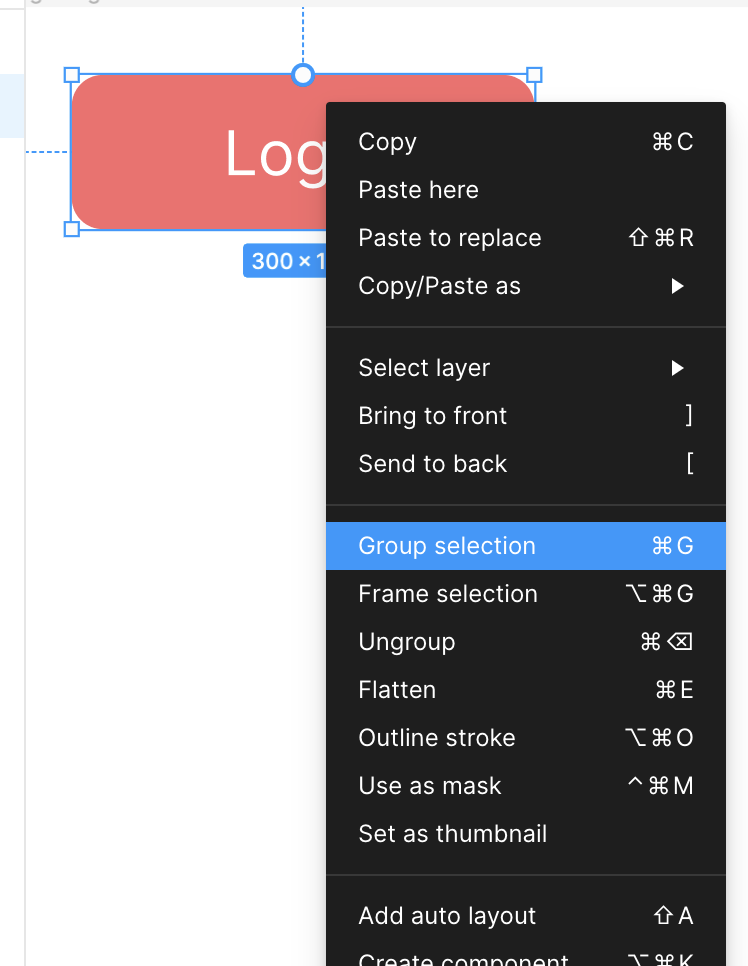 Log
300 × 1
Copy ⌘C
Paste here
Paste to replace ⇧⌘R
Copy/Paste as ▶
Select layer ▶
Bring to front ]
Send to back [
Group selection ⌘G
Frame selection ⌥⌘G
Ungroup ⌘⌫
Flatten ⌘E
Outline stroke ⌥⌘O
Use as mask ^⌘M
Set as thumbnail
Add auto layout ⇧A
Create component ⌥⌘K